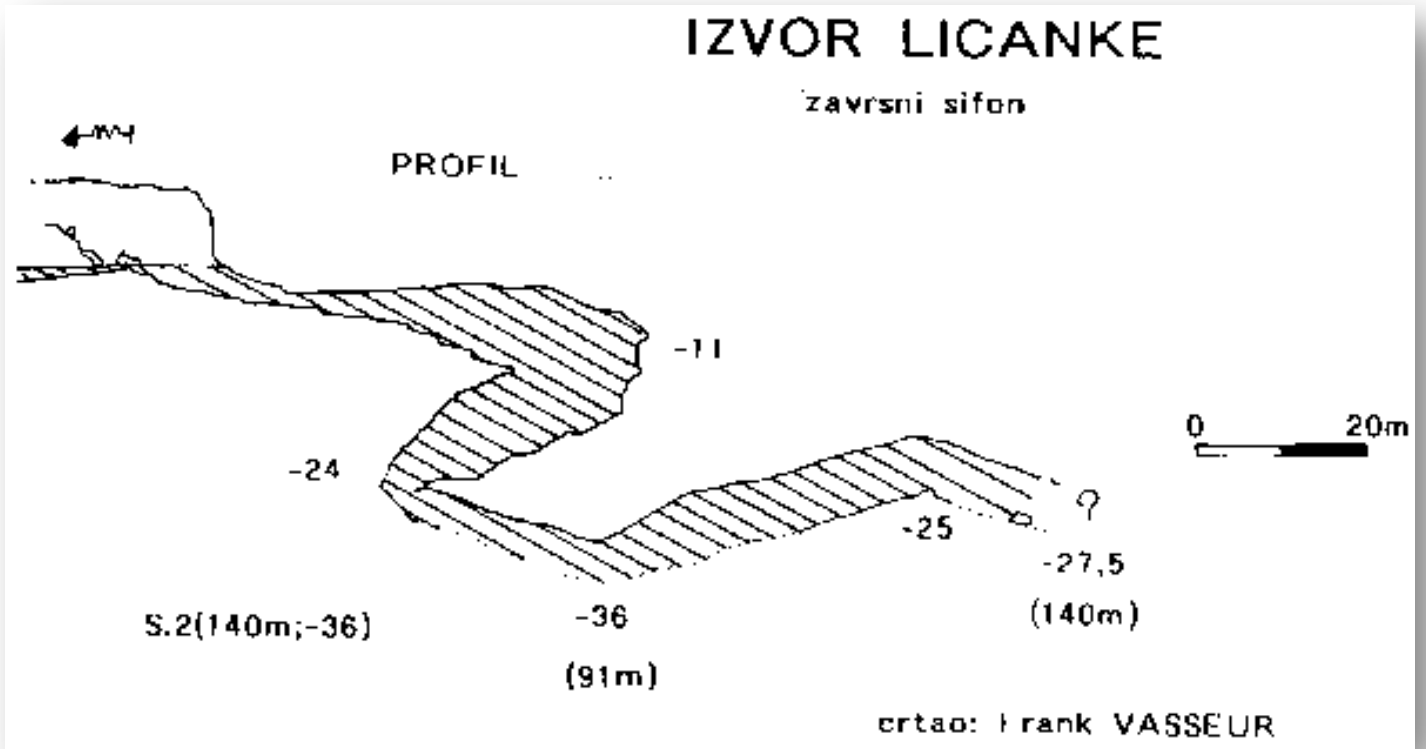 IZVOR LICANKE
zavrsni sifon
PROFIL
-11
0 20m
-24
?
-25
-27,5
(140m)
S.2(140m;-36)
-36
(91m)
crtao: Frank VASSEUR